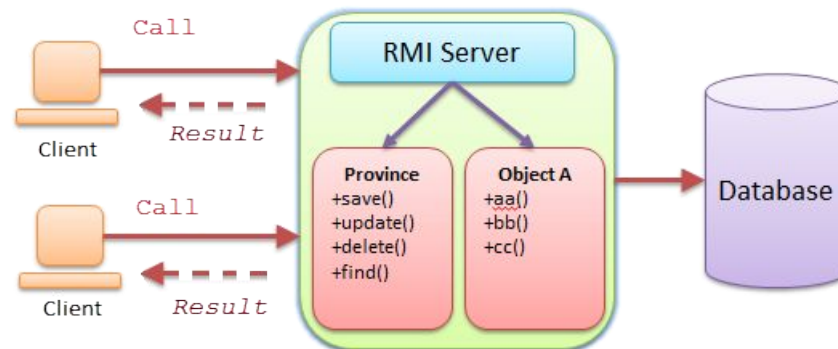 Call
RMI Server
Result
Client
Province
+save()
+update()
+delete()
+find()
Object A
+aa()
+bb()
+cc()
Database
Call
Result
Client